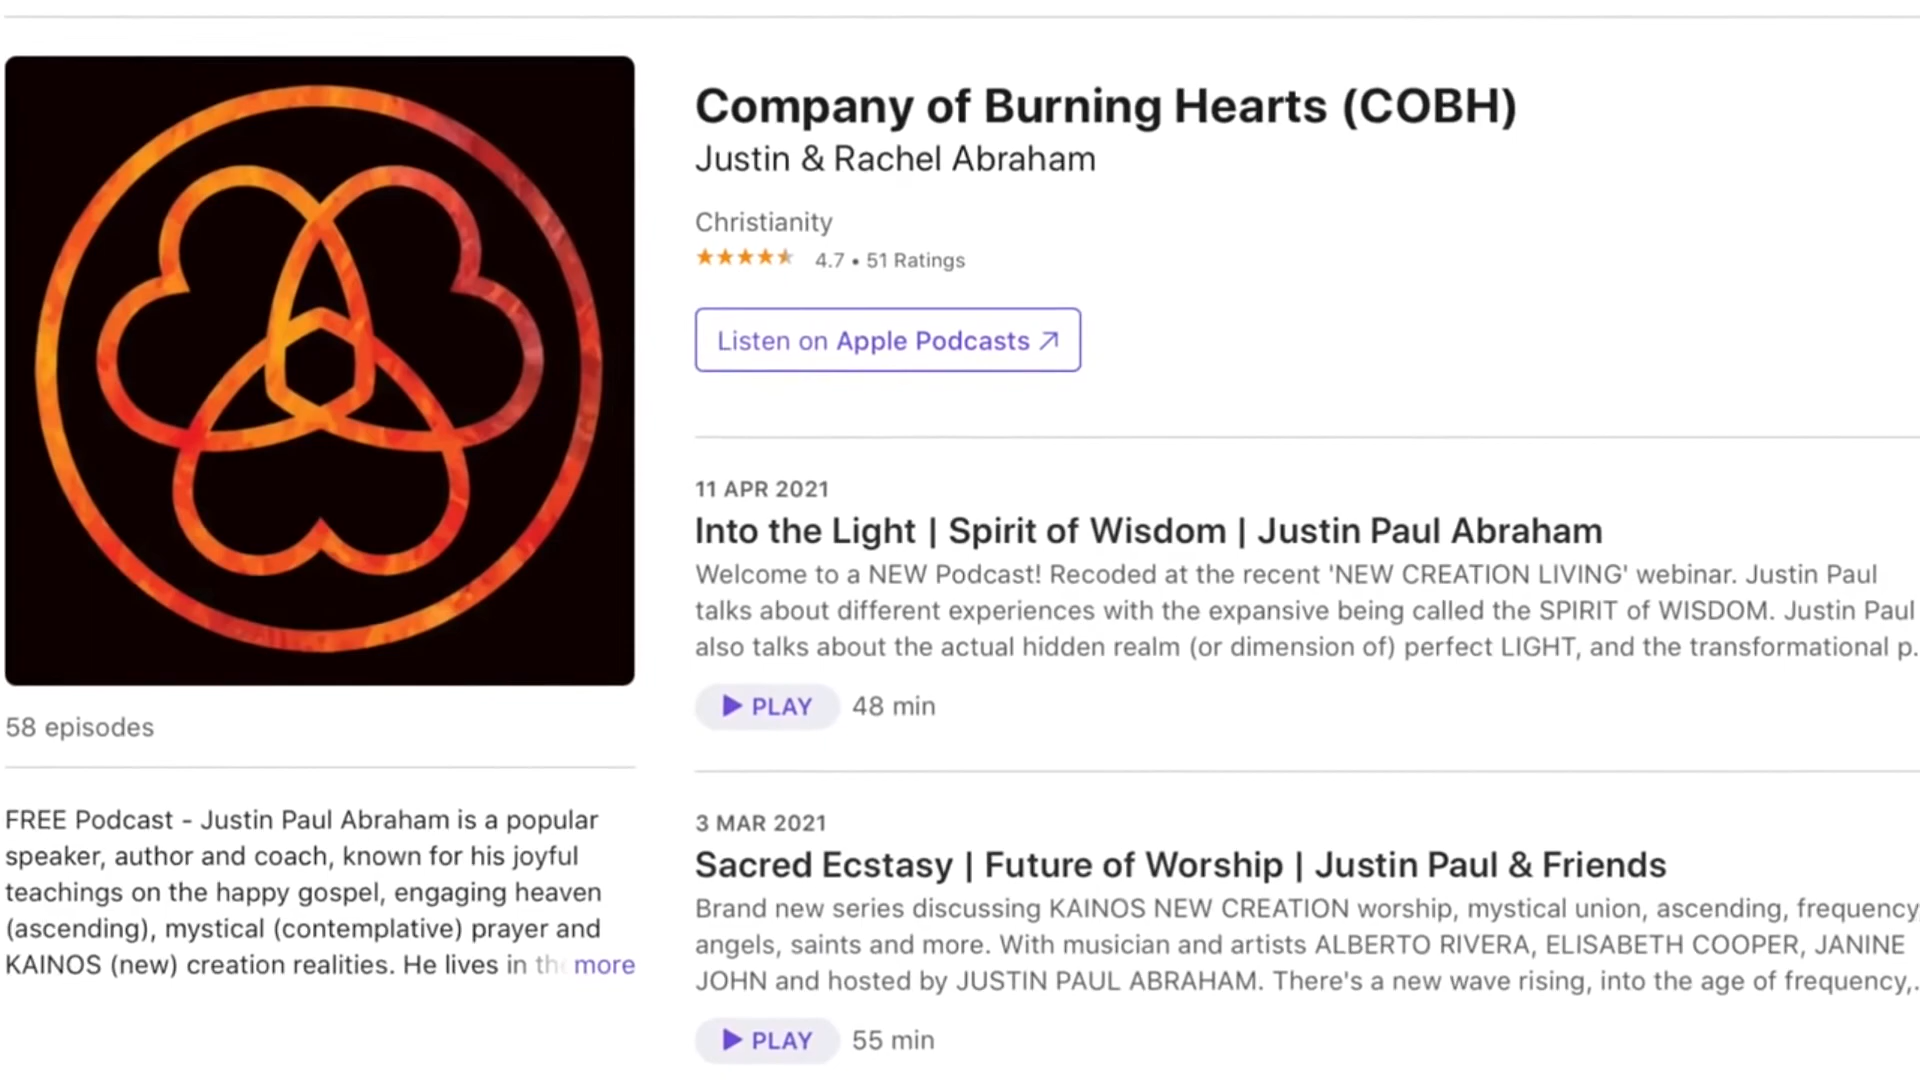 Company of Burning Hearts (COBH)
Justin & Rachel Abraham
Christianity
4.7 • 51 Ratings
Listen on Apple Podcasts ↗
11 APR 2021
Into the Light | Spirit of Wisdom | Justin Paul Abraham
Welcome to a NEW Podcast! Recoded at the recent 'NEW CREATION LIVING' webinar. Justin Paul
talks about different experiences with the expansive being called the SPIRIT of WISDOM. Justin Paul
also talks about the actual hidden realm (or dimension of) perfect LIGHT, and the transformational p.
PLAY 48 min
3 MAR 2021
Sacred Ecstasy | Future of Worship | Justin Paul & Friends
Brand new series discussing KAINOS NEW CREATION worship, mystical union, ascending, frequency,
angels, saints and more. With musician and artists ALBERTO RIVERA, ELISABETH COOPER, JANINE
JOHN and hosted by JUSTIN PAUL ABRAHAM. There's a new wave rising, into the age of frequency,.
PLAY 55 min
58 episodes
FREE Podcast - Justin Paul Abraham is a popular
speaker, author and coach, known for his joyful
teachings on the happy gospel, engaging heaven
(ascending), mystical (contemplative) prayer and
KAINOS (new) creation realities. He lives in th more